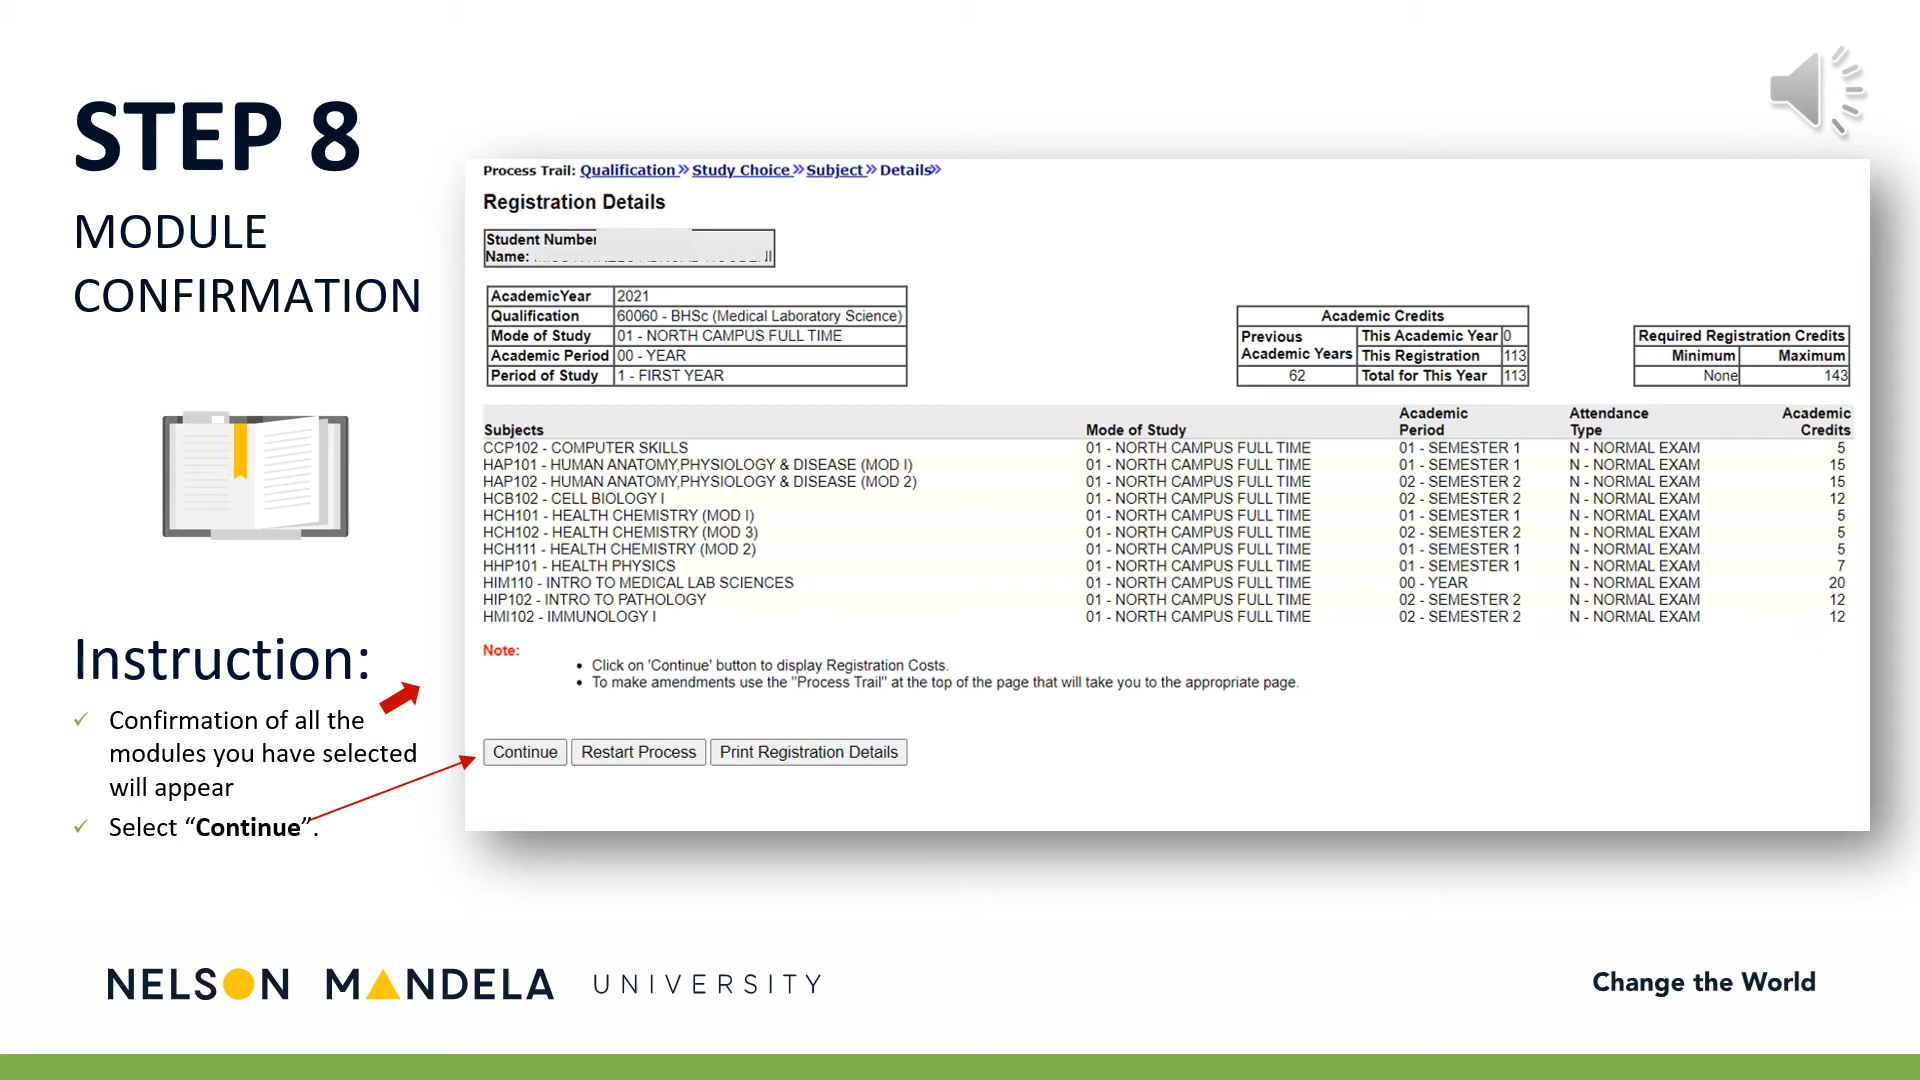 STEP 8
MODULE
CONFIRMATION
Instruction:
✓ Confirmation of all the
modules you have selected
will appear
✓ Select “Continue”.
Process Trail: Qualification» Study Choice» Subject» Details»
Registration Details
Student Number
Name:
AcademicYear 2021
Qualification 60060 - BHSc (Medical Laboratory Science)
Mode of Study 01 - NORTH CAMPUS FULL TIME
Academic Period 00 - YEAR
Period of Study 1 - FIRST YEAR
Academic Credits
Previous Academic Years This Academic Year 0
This Registration 113
62 Total for This Year 113
Required Registration Credits
Minimum Maximum
None 143
Subjects Mode of Study Academic Period Attendance Type Academic Credits
CCP102 - COMPUTER SKILLS 01 - NORTH CAMPUS FULL TIME 01 - SEMESTER 1 N - NORMAL EXAM 5
HAP101 - HUMAN ANATOMY,PHYSIOLOGY & DISEASE (MOD I) 01 - NORTH CAMPUS FULL TIME 01 - SEMESTER 1 N - NORMAL EXAM 15
HAP102 - HUMAN ANATOMY,PHYSIOLOGY & DISEASE (MOD 2) 01 - NORTH CAMPUS FULL TIME 02 - SEMESTER 2 N - NORMAL EXAM 15
HCB102 - CELL BIOLOGY I 01 - NORTH CAMPUS FULL TIME 02 - SEMESTER 2 N - NORMAL EXAM 12
HCH101 - HEALTH CHEMISTRY (MOD I) 01 - NORTH CAMPUS FULL TIME 01 - SEMESTER 1 N - NORMAL EXAM 5
HCH102 - HEALTH CHEMISTRY (MOD 3) 01 - NORTH CAMPUS FULL TIME 02 - SEMESTER 2 N - NORMAL EXAM 5
HCH111 - HEALTH CHEMISTRY (MOD 2) 01 - NORTH CAMPUS FULL TIME 01 - SEMESTER 1 N - NORMAL EXAM 5
HHP101 - HEALTH PHYSICS 01 - NORTH CAMPUS FULL TIME 01 - SEMESTER 1 N - NORMAL EXAM 7
HIM110 - INTRO TO MEDICAL LAB SCIENCES 01 - NORTH CAMPUS FULL TIME 00 - YEAR N - NORMAL EXAM 20
HIP102 - INTRO TO PATHOLOGY 01 - NORTH CAMPUS FULL TIME 02 - SEMESTER 2 N - NORMAL EXAM 12
HMI102 - IMMUNOLOGY I 01 - NORTH CAMPUS FULL TIME 02 - SEMESTER 2 N - NORMAL EXAM 12
Note:
• Click on 'Continue' button to display Registration Costs.
• To make amendments use the "Process Trail" at the top of the page that will take you to the appropriate page.
Continue Restart Process Print Registration Details
NELSON MANDELA UNIVERSITY
Change the World